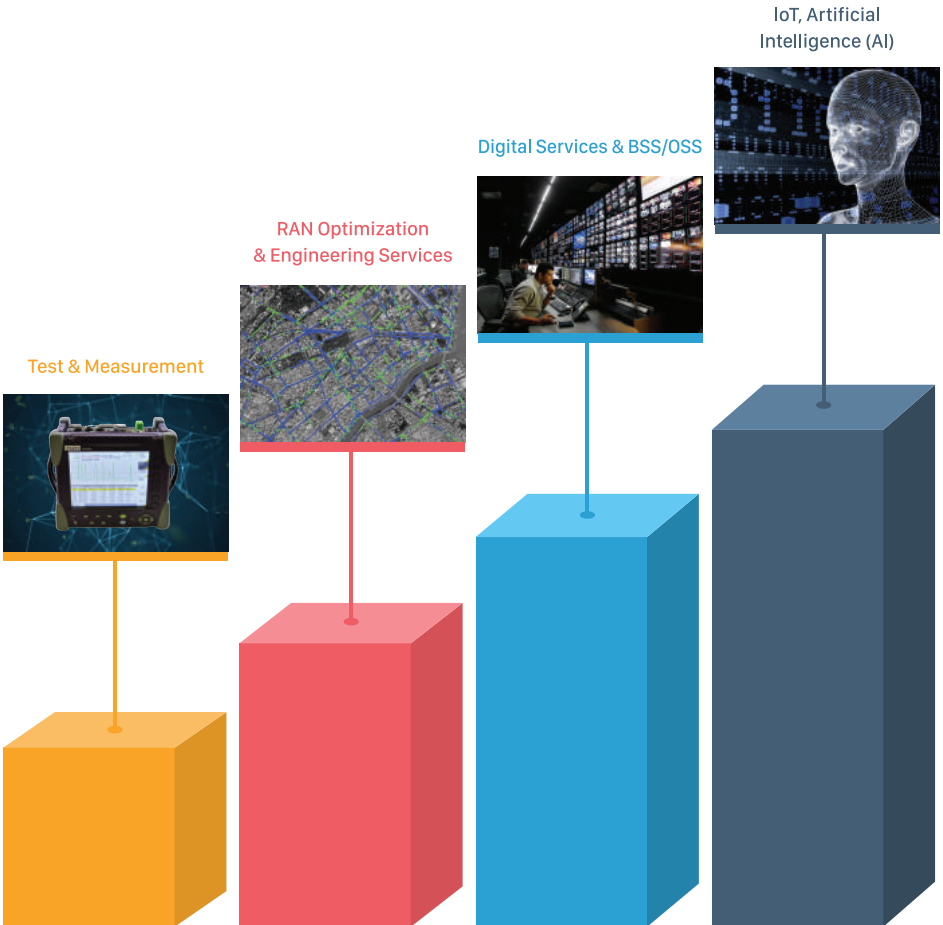 IoT, Artificial
Intelligence (AI)
Digital Services & BSS/OSS
RAN Optimization
& Engineering Services
Test & Measurement